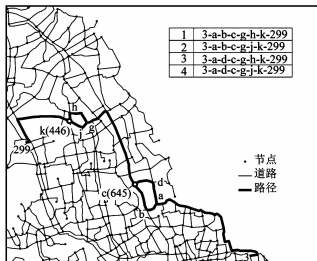 1 3-a-b-c-g-h-k-299
2 3-a-b-c-g-j-k-299
3 3-a-d-c-g-h-k-299
4 3-a-d-c-g-j-k-299
h
k(446)
j
g
299
c(645)
d
a
b
节点
道路
路径
3